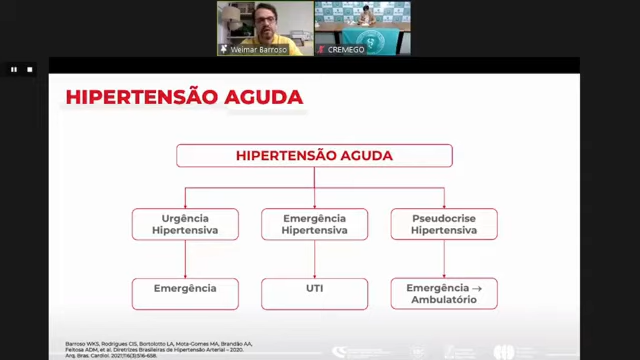 Weimar Barroso
CREMEGO
HIPERTENSÃO AGUDA
HIPERTENSÃO AGUDA
Urgência
Hipertensiva
Emergência
Hipertensiva
Pseudocrise
Hipertensiva
Emergência
UTI
Emergência →
Ambulatório
Barroso WKS, Rodrigues CIS, Bortolotto LA, Mota-Gomes MA, Brandão AA,
Feitosa ADM, et al. Diretrizes Brasileiras de Hipertensão Arterial – 2020.
Arq. Bras. Cardiol. 2021;116(3):516-658.